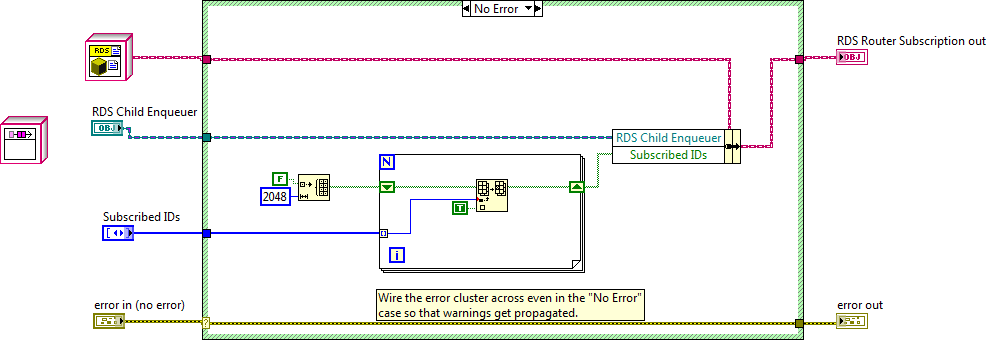 No Error
RDS
RDS Router Subscription out
OBJ
RDS Child Enqueuer
OBJ
RDS Child Enqueuer
Subscribed IDs
N
F
2048
T
Subscribed IDs
i
error in (no error)
Wire the error cluster across even in the "No Error"
case so that warnings get propagated.
error out
?